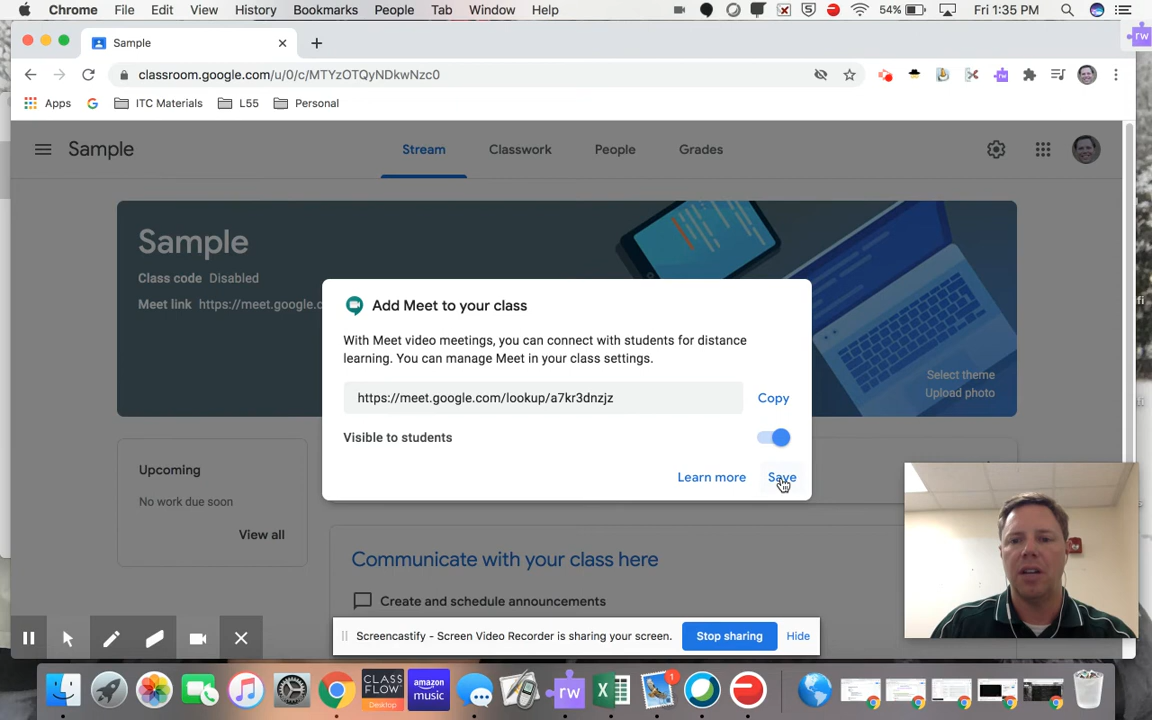 Chrome File Edit View History Bookmarks People Tab Window Help 54% Fri 1:35 PM
Sample
rw
classroom.google.com/u/0/c/MTYzOTQyNDkwNzc0
Apps ITC Materials L55 Personal
Sample Stream Classwork People Grades
Sample
Class code Disabled
Meet link https://meet.google.c
Select theme
Upload photo
Add Meet to your class
With Meet video meetings, you can connect with students for distance
learning. You can manage Meet in your class settings.
https://meet.google.com/lookup/a7kr3dnzjz Copy
Visible to students
Learn more Save
Upcoming
No work due soon
View all
Communicate with your class here
Create and schedule announcements
Screencastify - Screen Video Recorder is sharing your screen. Stop sharing Hide
CLASS
FLOW
Desktop
amazon
music
rw
1